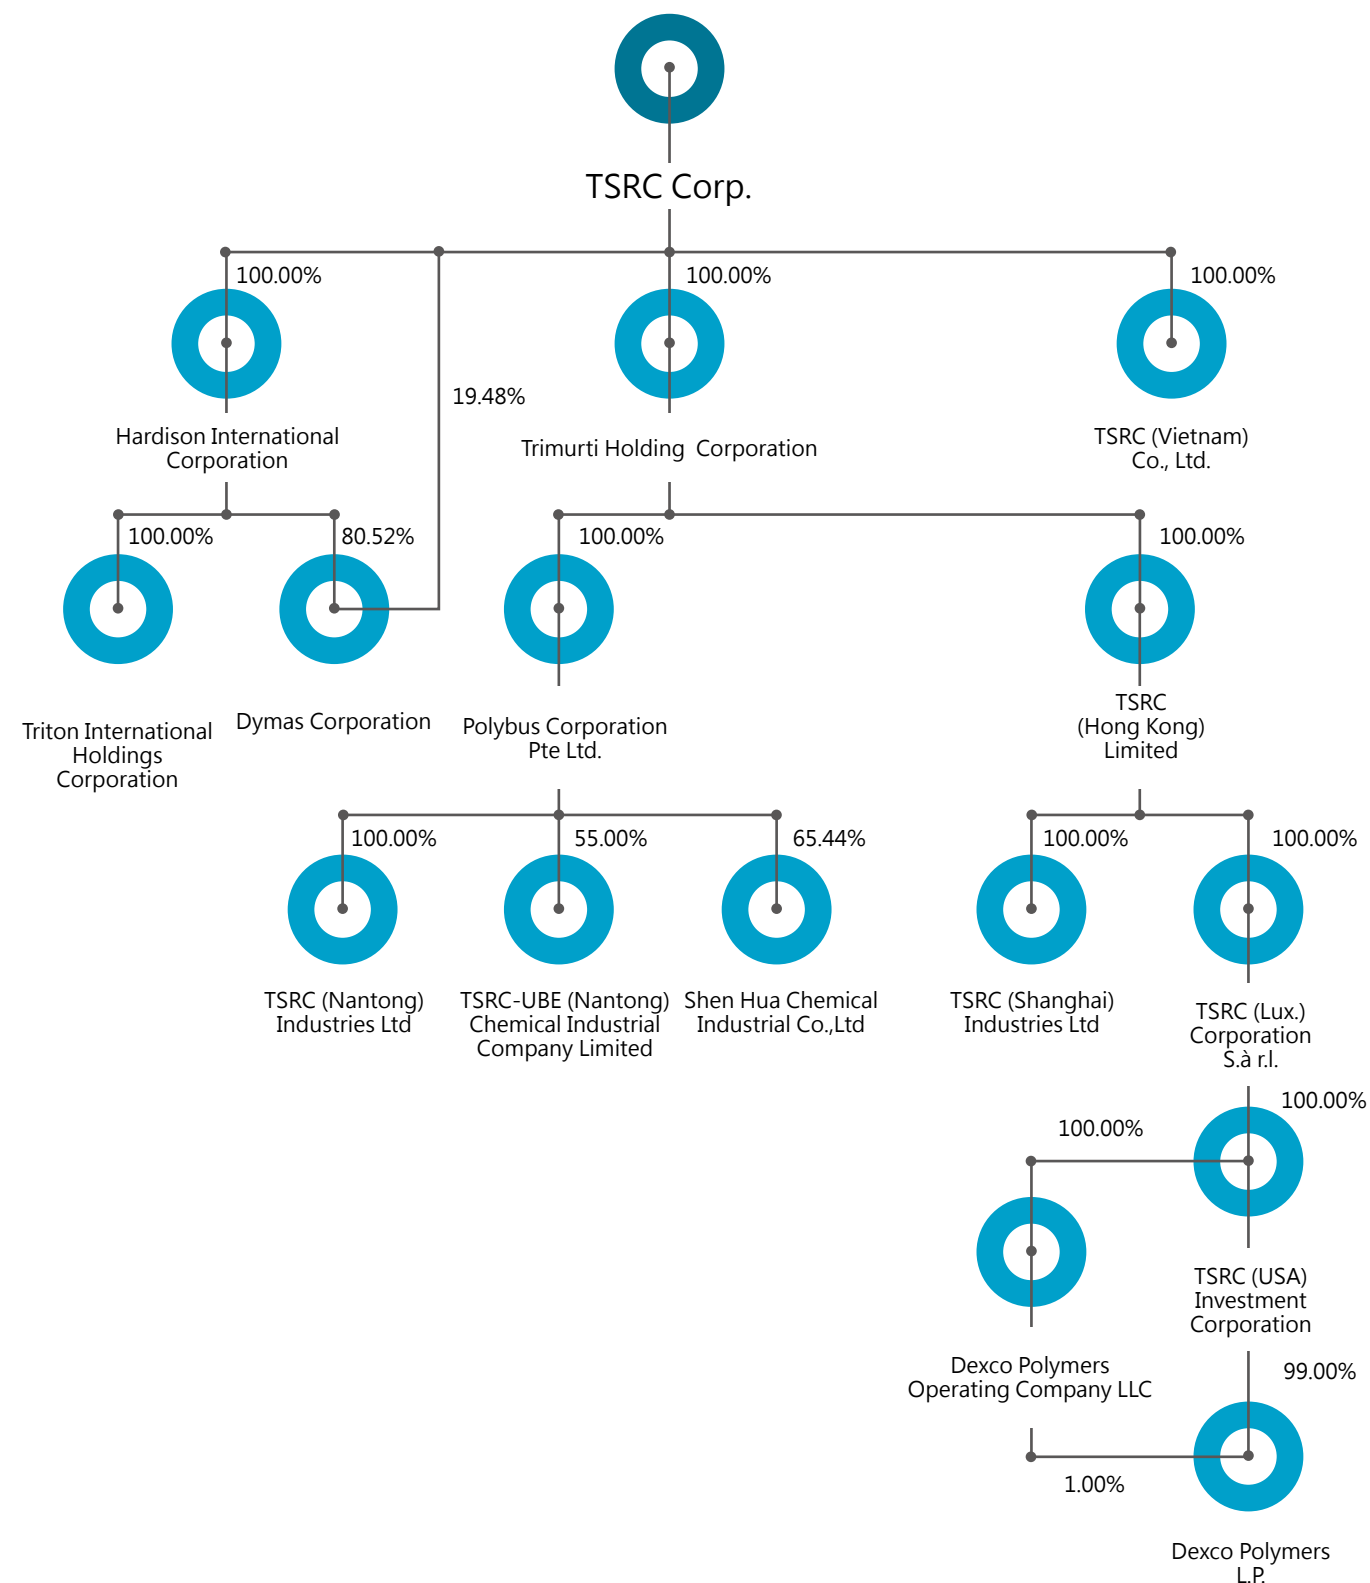 TSRC Corp.
100.00%
100.00%
100.00%
19.48%
Hardison International
Corporation
Trimurti Holding Corporation
TSRC (Vietnam)
Co., Ltd.
100.00%
80.52%
100.00%
100.00%
Triton International
Holdings
Corporation
Dymas Corporation
Polybus Corporation
Pte Ltd.
TSRC
(Hong Kong)
Limited
100.00%
55.00%
65.44%
100.00%
100.00%
TSRC (Nantong)
Industries Ltd
TSRC-UBE (Nantong)
Chemical Industrial
Company Limited
Shen Hua Chemical
Industrial Co.,Ltd
TSRC (Shanghai)
Industries Ltd
TSRC (Lux.)
Corporation
S.à r.l.
100.00%
100.00%
TSRC (USA)
Investment
Corporation
Dexco Polymers
Operating Company LLC
99.00%
1.00%
Dexco Polymers
L.P.